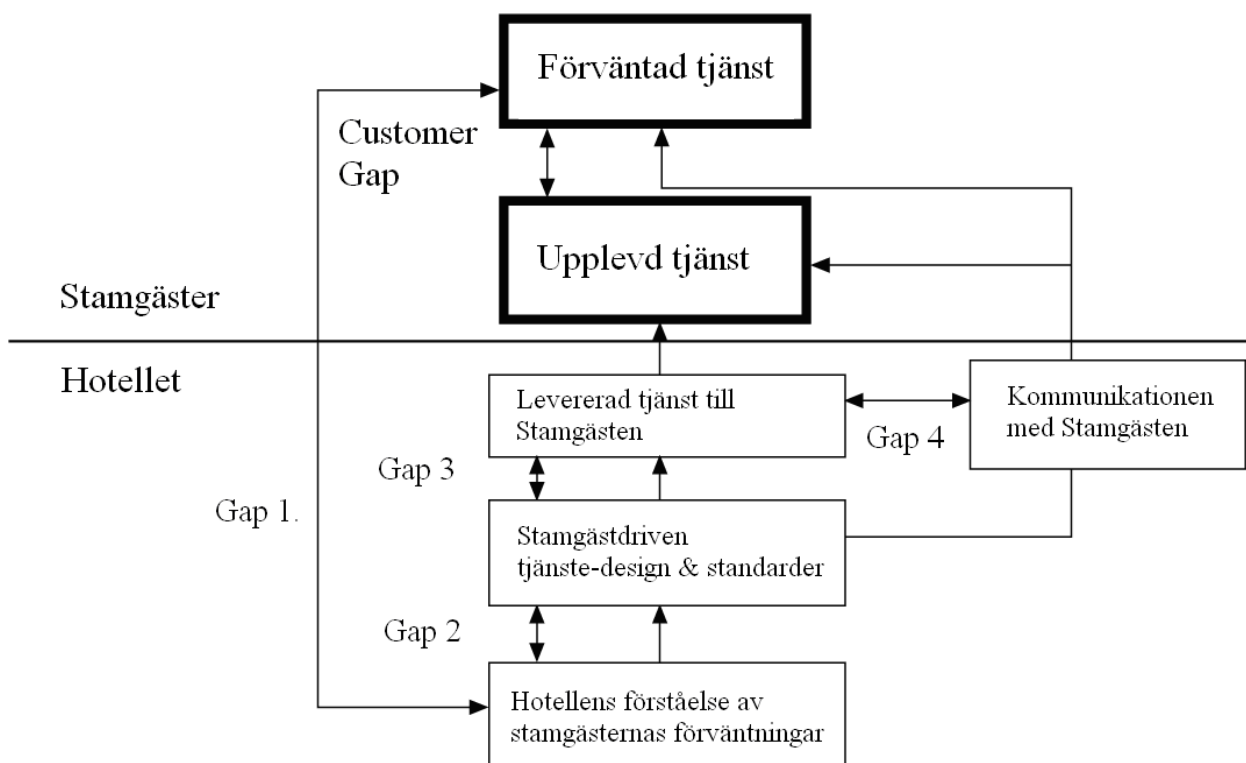 Förväntad tjänst
Customer
Gap
Upplevd tjänst
Stamgäster
Hotellet
Levererad tjänst till
Stamgästen
Kommunikationen
med Stamgästen
Gap 4
Gap 3
Gap 1.
Stamgästdriven
tjänste-design & standarder
Gap 2
Hotellens förståelse av
stamgästernas förväntningar